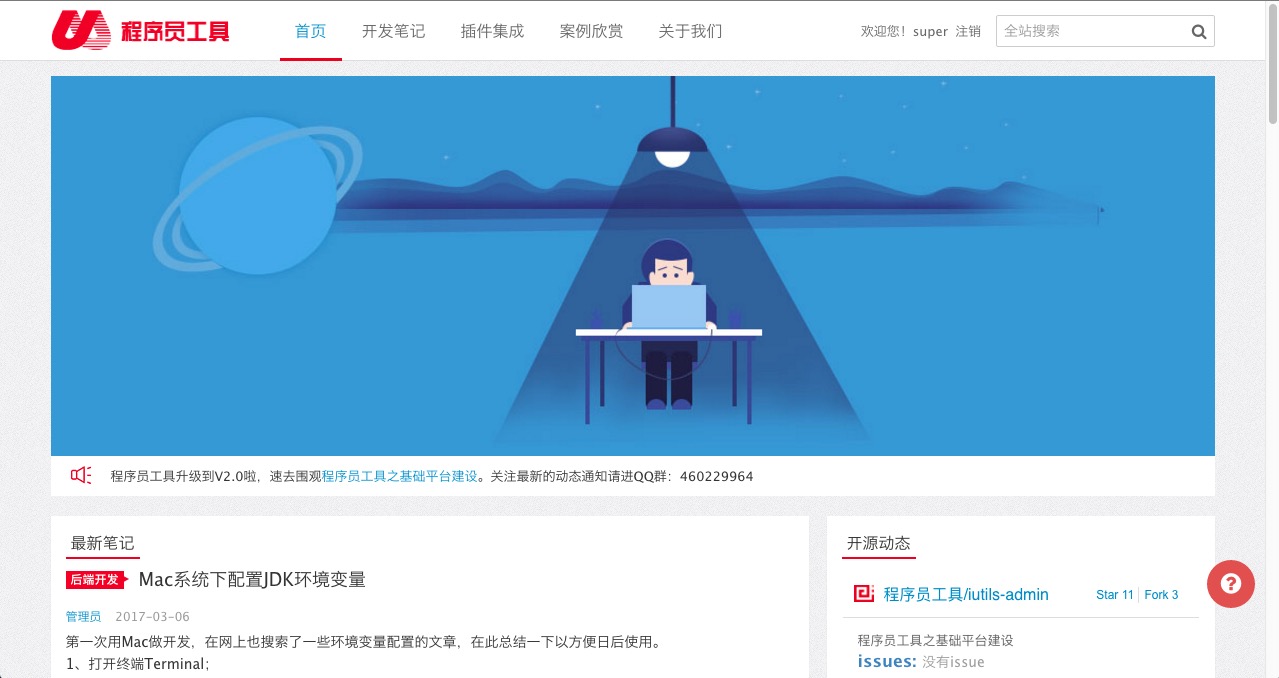 程序员工具
首页 开发笔记 插件集成 案例欣赏 关于我们
欢迎您！super 注销
全站搜索
程序员工具升级到V2.0啦，速去围观程序员工具之基础平台建设。关注最新的动态通知请进QQ群：460229964
最新笔记
后端开发 Mac系统下配置JDK环境变量
管理员 2017-03-06
第一次用Mac做开发，在网上也搜索了一些环境变量配置的文章，在此总结一下以方便日后使用。
1、打开终端Terminal；
开源动态
程序员工具/iutils-admin Star 11 Fork 3
程序员工具之基础平台建设
issues: 没有issue
?